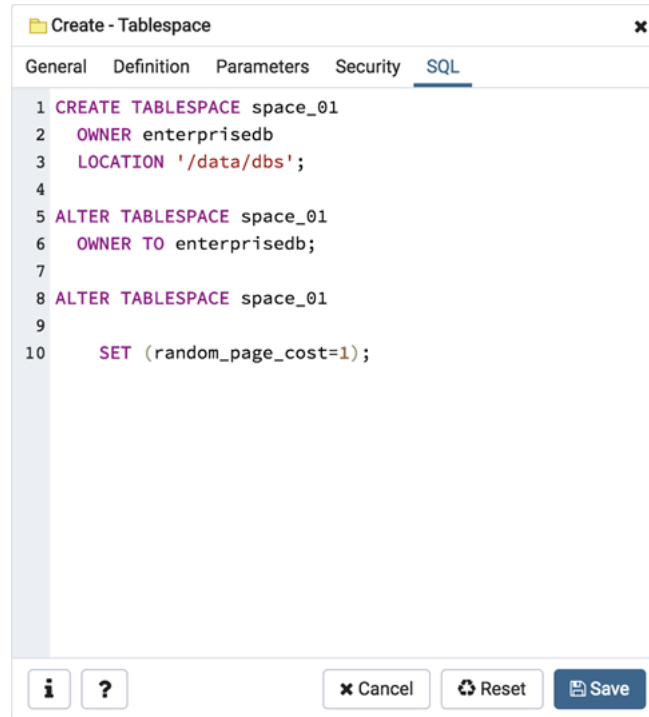 Create - Tablespace
General Definition Parameters Security SQL
1 CREATE TABLESPACE space_01
2 OWNER enterprisedb
3 LOCATION '/data/dbs';
4
5 ALTER TABLESPACE space_01
6 OWNER TO enterprisedb;
7
8 ALTER TABLESPACE space_01
9
10 SET (random_page_cost=1);
i ? Cancel Reset Save